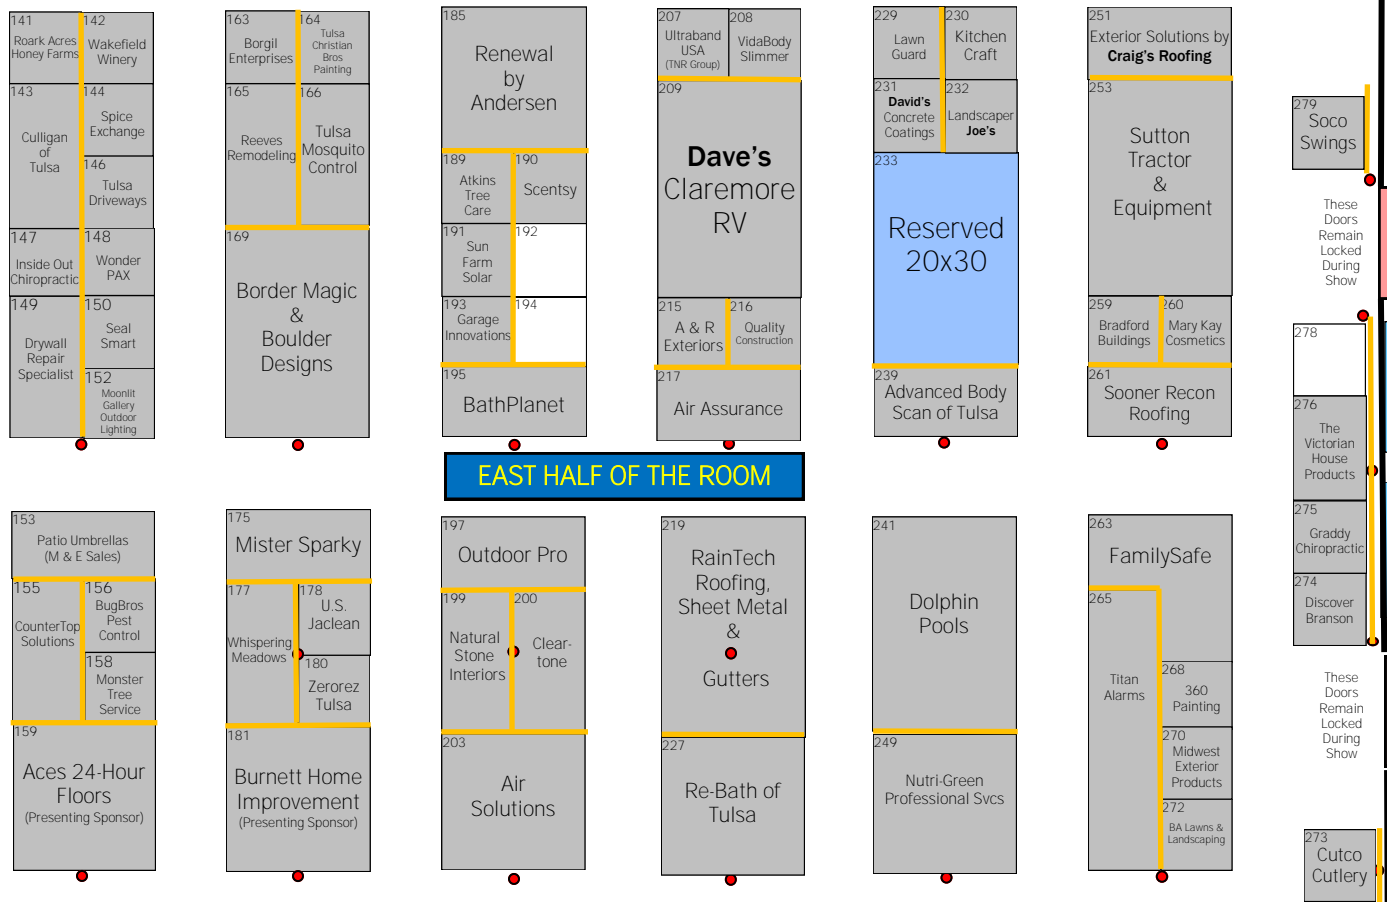 141
Roark Acres
Honey Farms
142
Wakefield
Winery
143
Culligan
of
Tulsa
144
Spice
Exchange
146
Tulsa
Driveways
147
Inside Out
Chiropractic
148
Wonder
PAX
149
Drywall
Repair
Specialist
150
Seal
Smart
152
Moonlit
Gallery
Outdoor
Lighting
163
Borgil
Enterprises
164
Tulsa
Christian
Bros
Painting
165
Reeves
Remodeling
166
Tulsa
Mosquito
Control
169
Border Magic
&
Boulder
Designs
185
Renewal
by
Andersen
189
Atkins
Tree
Care
190
Scentsy
191
Sun
Farm
Solar
192
193
Garage
Innovations
194
195
BathPlanet
207
Ultraband
USA
(TNR Group)
208
VidaBody
Slimmer
209
Dave's
Claremore
RV
215
A & R
Exteriors
216
Quality
Construction
217
Air Assurance
229
Lawn
Guard
230
Kitchen
Craft
231
David's
Concrete
Coatings
232
Landscaper
Joe's
233
Reserved
20x30
239
Advanced Body
Scan of Tulsa
251
Exterior Solutions by
Craig's Roofing
253
Sutton
Tractor
&
Equipment
259
Bradford
Buildings
260
Mary Kay
Cosmetics
261
Sooner Recon
Roofing
279
Soco
Swings
These
Doors
Remain
Locked
During
Show
278
276
The
Victorian
House
Products
275
Graddy
Chiropractic
274
Discover
Branson
These
Doors
Remain
Locked
During
Show
273
Cutco
Cutlery
EAST HALF OF THE ROOM
153
Patio Umbrellas
(M & E Sales)
155
CounterTop
Solutions
156
BugBros
Pest
Control
158
Monster
Tree
Service
159
Aces 24-Hour
Floors
(Presenting Sponsor)
175
Mister Sparky
177
Whispering
Meadows
178
U.S.
Jaclean
180
Zerorez
Tulsa
181
Burnett Home
Improvement
(Presenting Sponsor)
197
Outdoor Pro
199
Natural
Stone
Interiors
200
Clear-
tone
203
Air
Solutions
219
RainTech
Roofing,
Sheet Metal
&
Gutters
227
Re-Bath of
Tulsa
241
Dolphin
Pools
249
Nutri-Green
Professional Svcs
263
FamilySafe
265
Titan
Alarms
268
360
Painting
270
Midwest
Exterior
Products
272
BA Lawns &
Landscaping